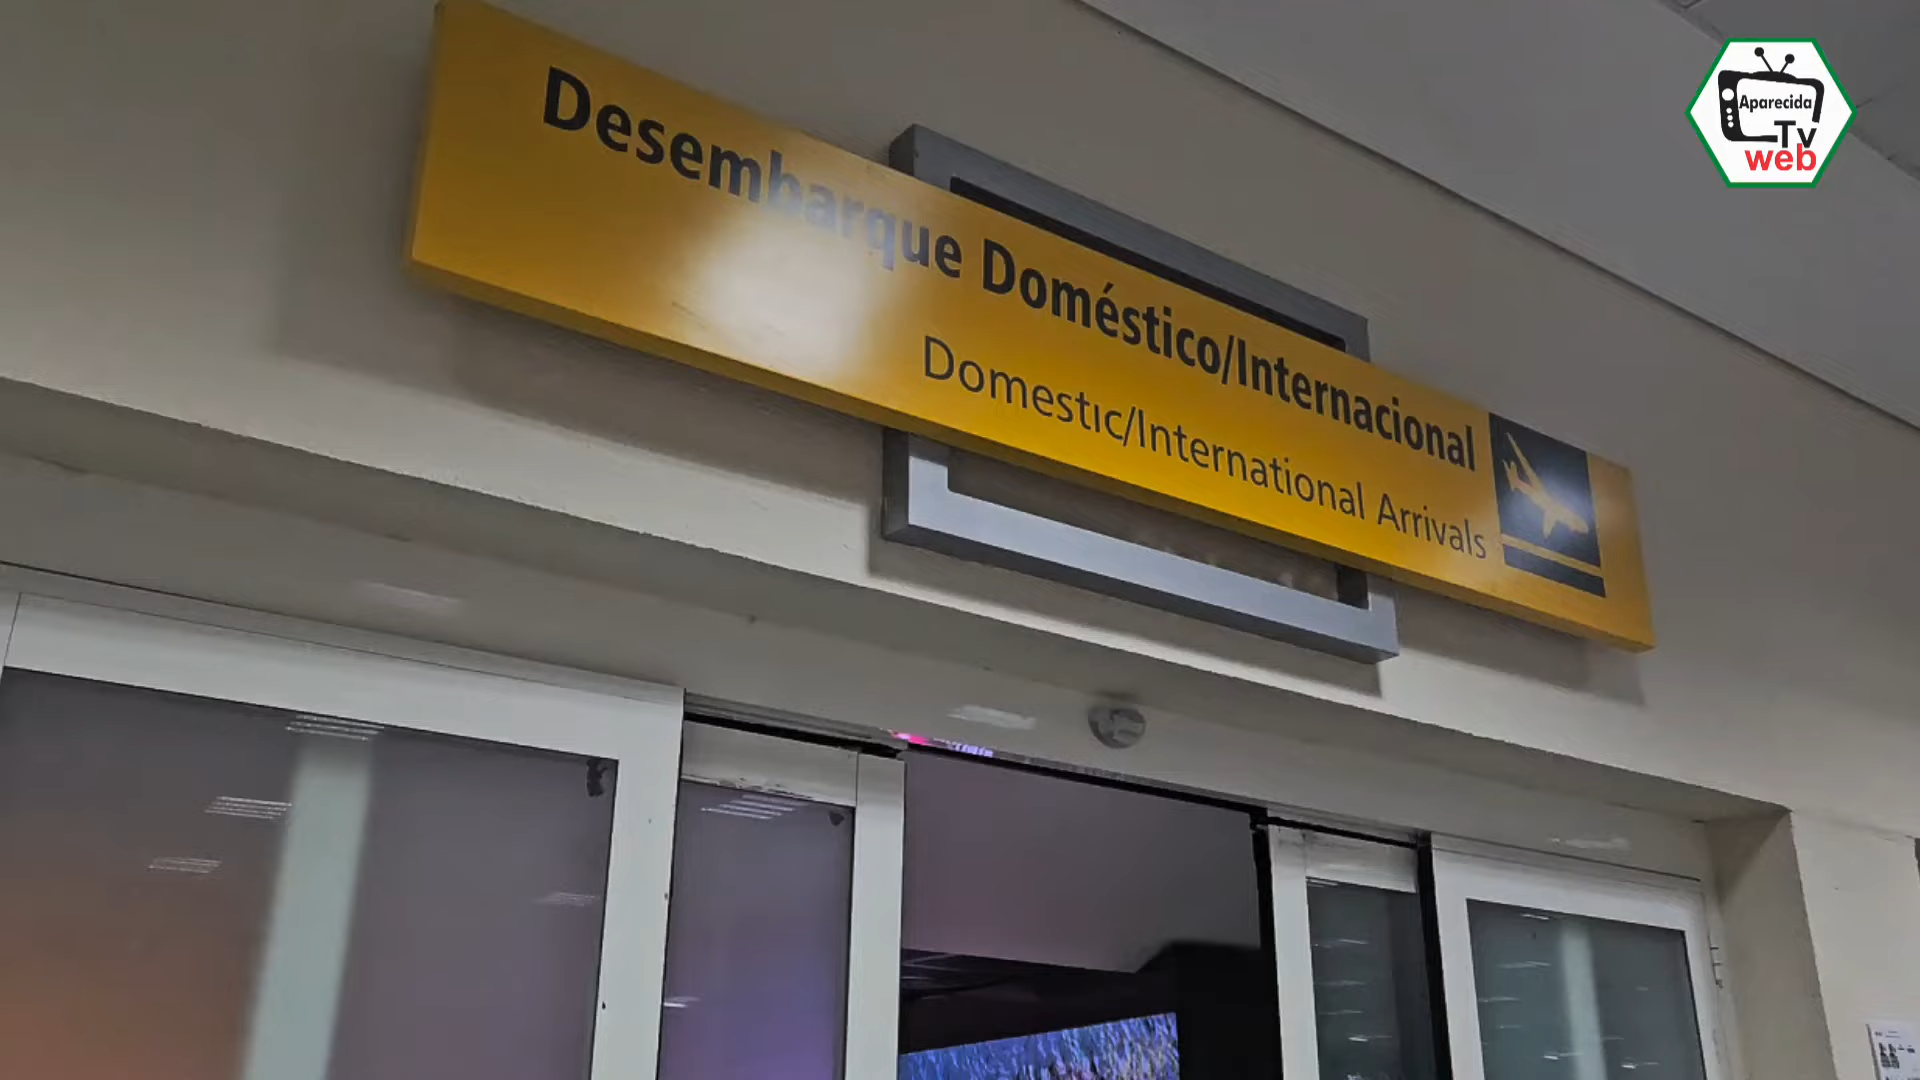 Desembarque Doméstico/Internacional
Domestic/International Arrivals
Aparecida
Tv
web